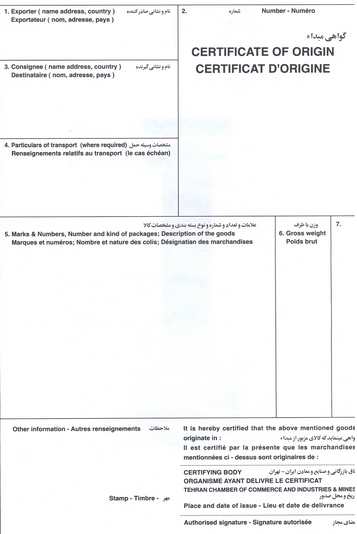 1. Exporter ( name address, country ) نام و نشانی صادرکننده
Exportateur ( nom, adresse, pays )
2. شماره Number - Numéro
گواهی مبداء
CERTIFICATE OF ORIGIN
CERTIFICAT D'ORIGINE
3. Consignee ( name, address, country ) نام و نشانی گیرنده
Destinataire ( nom, adresse, pays )
4. Particulars of transport (where required) مشخصات وسیله حمل
Renseignements relatifs au transport (le cas échéan)
علامات و تعداد و شماره و نوع بسته بندی و مشخصات کالا
5. Marks & Numbers, Number and kind of packages; Description of the goods
Marques et numéros; Nombre et nature des colis; Désignatian des marchandises
وزن با ظرف
6. Gross weight
Poids brut
7.
Other information - Autres renseignements ملاحظات
Stamp - Timbre - مهر
It is hereby certified that the above mentioned goods
originate in : واهی مینماید که کالای مزبور از مبداء
Il est certifié par la présente que les marchandises
mentionnées ci - dessus sont originaires de :
CERTIFYING BODY اق بازرگانی و صنایع و معادن ایران - تهران
ORGANISME AYANT DELIVRE LE CERTIFICAT
TEHRAN CHAMBER OF COMMERCE AND INDUSTRIES & MINES
ریخ و محل صدور
Place and date of issue - Lieu et date de delivrance
Authorised signature - Signature autorisée ضای مجاز